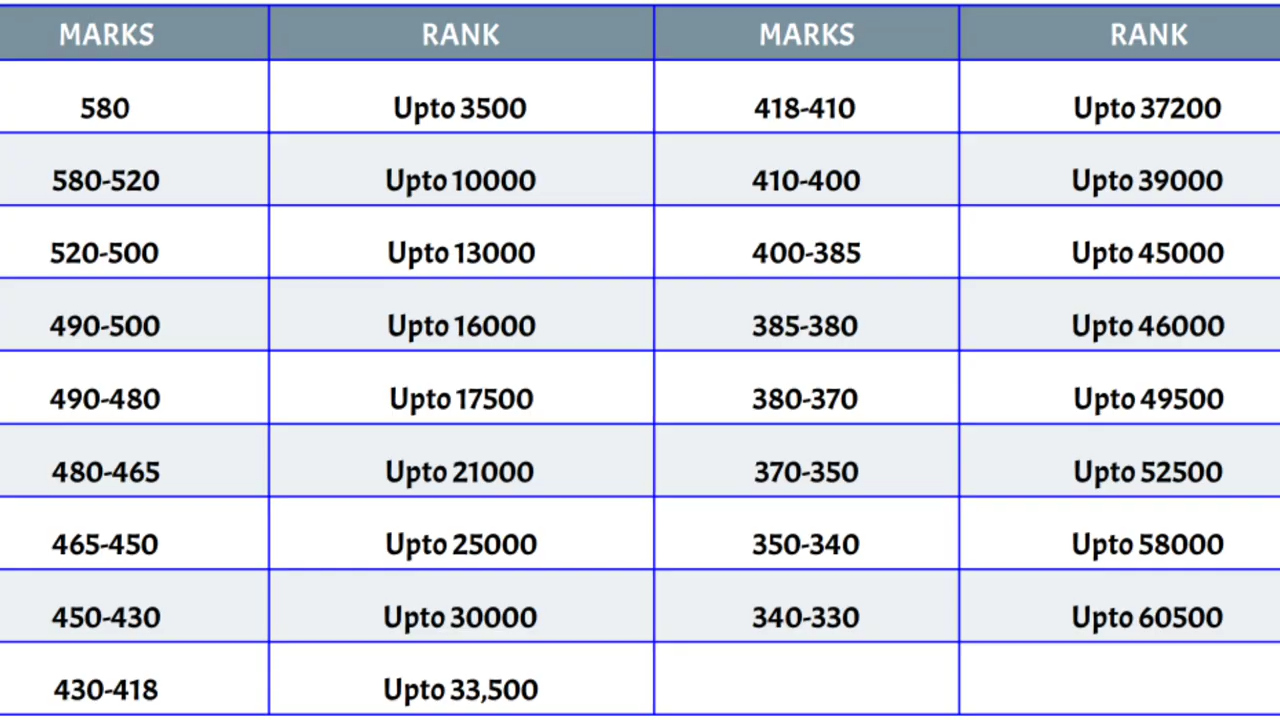 MARKS RANK MARKS RANK
580 Upto 3500 418-410 Upto 37200
580-520 Upto 10000 410-400 Upto 39000
520-500 Upto 13000 400-385 Upto 45000
490-500 Upto 16000 385-380 Upto 46000
490-480 Upto 17500 380-370 Upto 49500
480-465 Upto 21000 370-350 Upto 52500
465-450 Upto 25000 350-340 Upto 58000
450-430 Upto 30000 340-330 Upto 60500
430-418 Upto 33,500